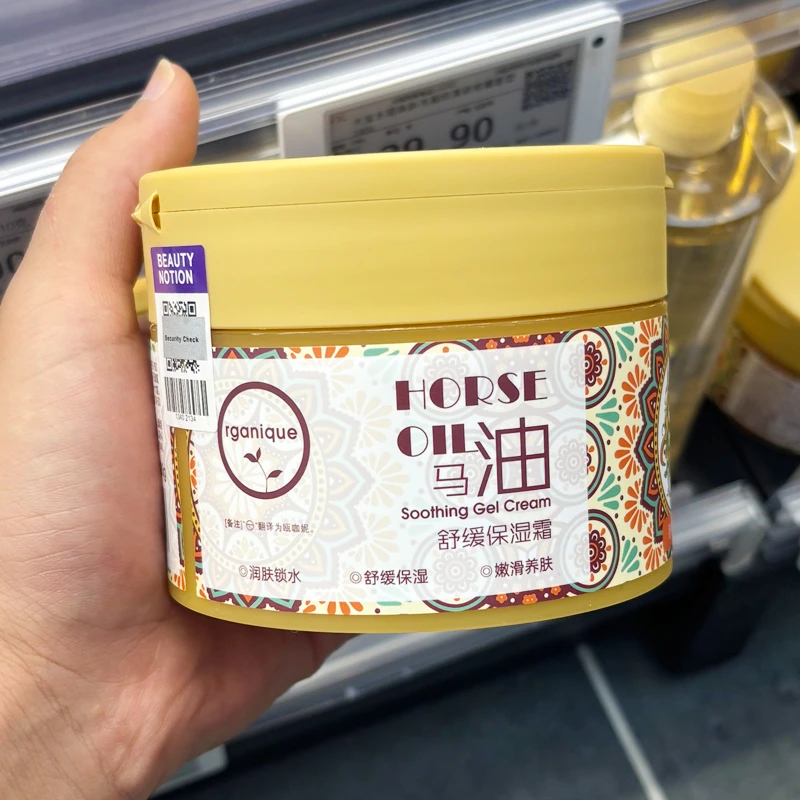 90
BEAUTY
NOTION
Security Check
rganique
HORSE
OIL
马油
Soothing Gel Cream
舒缓保湿霜
◎润肤锁水
◎舒缓保湿
◎嫩滑养肤